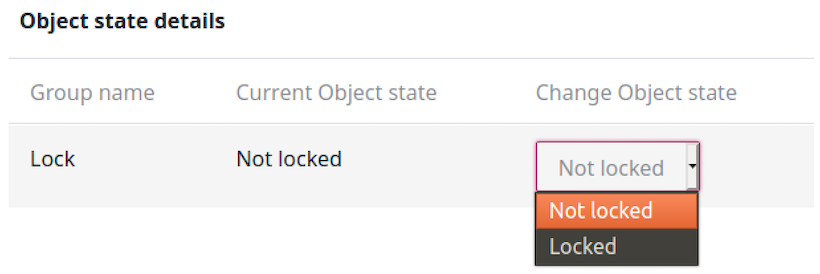 Object state details
Group name Current Object state Change Object state
Lock Not locked Not locked
Not locked
Locked